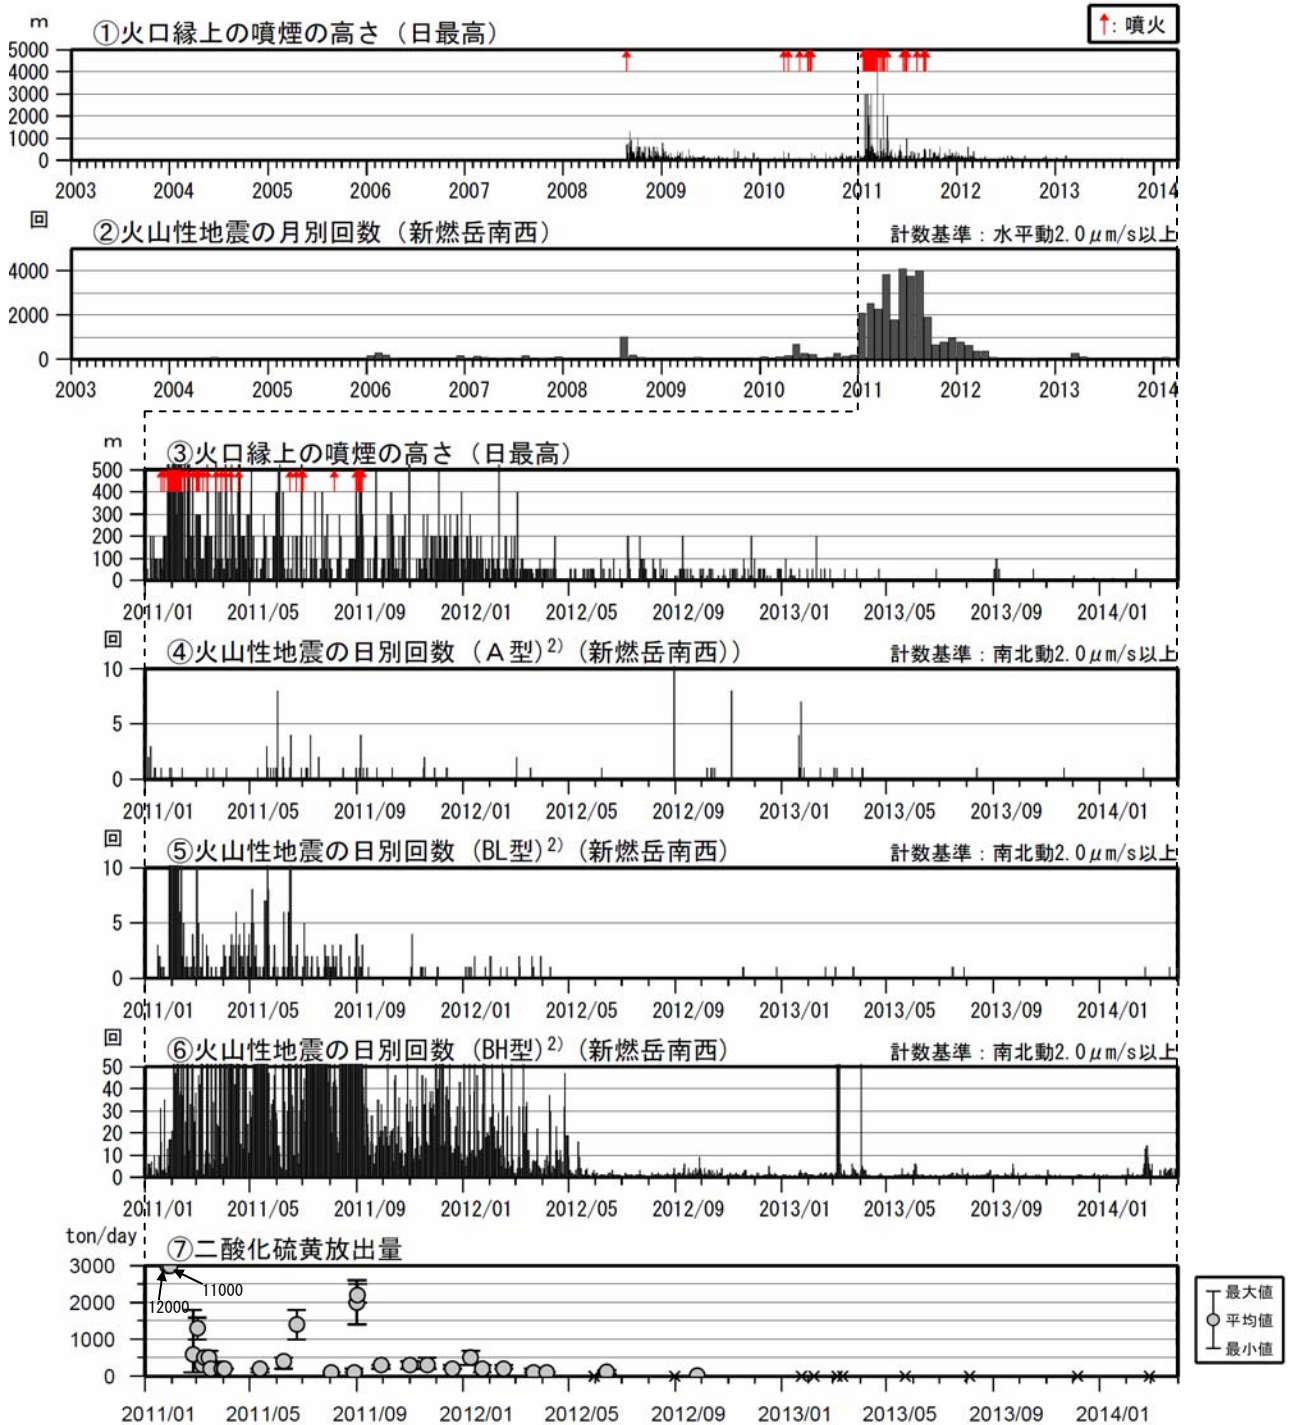 m
①火口縁上の噴煙の高さ（日最高）
↑: 噴火
5000
4000
3000
2000
1000
0
2003 2004 2005 2006 2007 2008 2009 2010 2011 2012 2013 2014
回
②火山性地震の月別回数（新燃岳南西） 計数基準：水平動2.0μm/s以上
4000
2000
0
2003 2004 2005 2006 2007 2008 2009 2010 2011 2012 2013 2014
m
③火口縁上の噴煙の高さ（日最高）
500
400
300
200
100
0
2011/01 2011/05 2011/09 2012/01 2012/05 2012/09 2013/01 2013/05 2013/09 2014/01
回
④火山性地震の日別回数（Ａ型）2)（新燃岳南西)) 計数基準：南北動2.0μm/s以上
10
5
0
2011/01 2011/05 2011/09 2012/01 2012/05 2012/09 2013/01 2013/05 2013/09 2014/01
回
⑤火山性地震の日別回数（BL型)2)（新燃岳南西） 計数基準：南北動2.0μm/s以上
10
5
0
2011/01 2011/05 2011/09 2012/01 2012/05 2012/09 2013/01 2013/05 2013/09 2014/01
回
⑥火山性地震の日別回数（BH型)2)（新燃岳南西） 計数基準：南北動2.0μm/s以上
50
40
30
20
10
0
2011/01 2011/05 2011/09 2012/01 2012/05 2012/09 2013/01 2013/05 2013/09 2014/01
ton/day
⑦二酸化硫黄放出量
3000
2000
1000
0
12000
11000
最大値
平均値
最小値
2011/01 2011/05 2011/09 2012/01 2012/05 2012/09 2013/01 2013/05 2013/09 2014/01